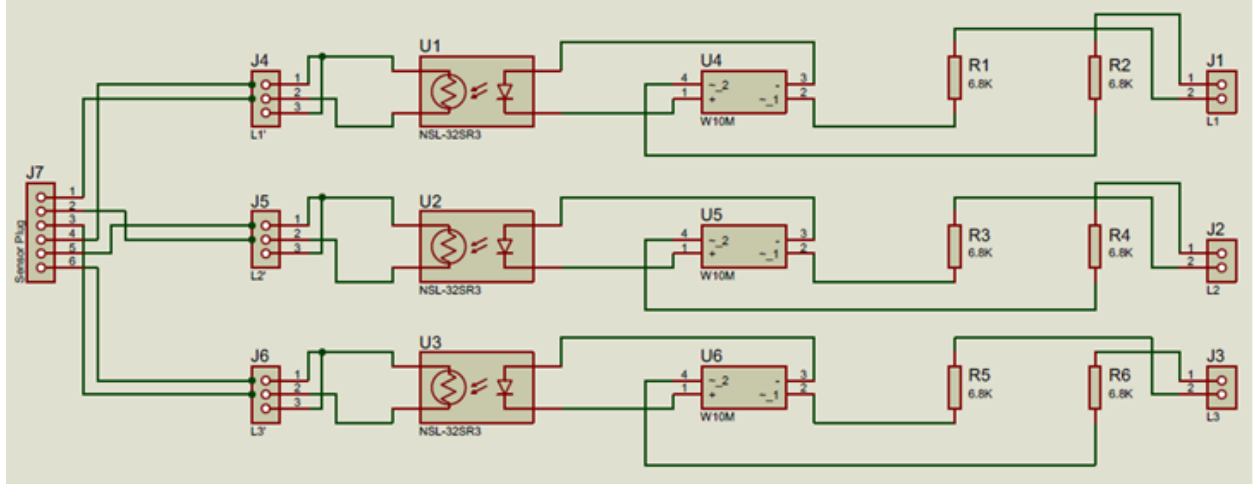 J4
1
2
3
L1'
U1
NSL-32SR3
U4
4
~_2
-
3
1
+
~_1
2
W10M
R1
6.8K
R2
6.8K
J1
1
2
L1
J7
1
2
3
4
5
6
Sensor Plug
J5
1
2
3
L2'
U2
NSL-32SR3
U5
4
~_2
-
3
1
+
~_1
2
W10M
R3
6.8K
R4
6.8K
J2
1
2
L2
J6
1
2
3
L3'
U3
NSL-32SR3
U6
4
~_2
-
3
1
+
~_1
2
W10M
R5
6.8K
R6
6.8K
J3
1
2
L3